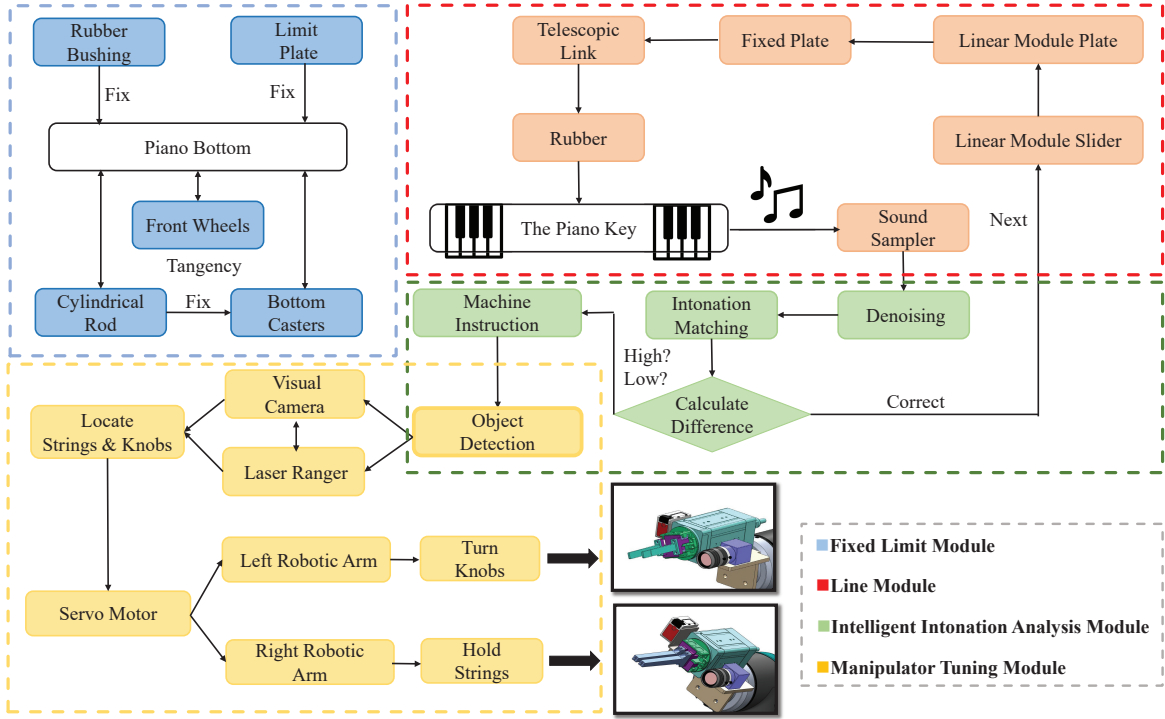 Rubber
Bushing
Limit
Plate
Fix
Fix
Piano Bottom
Front Wheels
Tangency
Cylindrical
Rod
Fix
Bottom
Casters
Telescopic
Link
Fixed Plate
Linear Module Plate
Rubber
Linear Module Slider
The Piano Key
Sound
Sampler
Next
Machine
Instruction
Intonation
Matching
Denoising
High?
Low?
Calculate
Difference
Correct
Object
Detection
Visual
Camera
Locate
Strings & Knobs
Laser Ranger
Left Robotic Arm
Turn
Knobs
Servo Motor
Right Robotic
Arm
Hold
Strings
Fixed Limit Module
Line Module
Intelligent Intonation Analysis Module
Manipulator Tuning Module